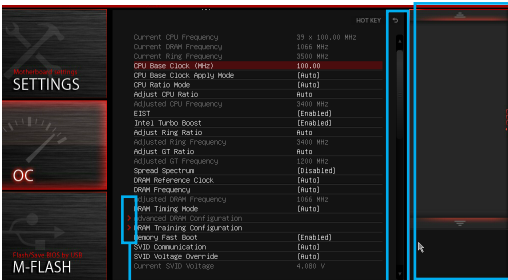 HOT KEY
Current CPU Frequency 39 x 100.00 MHz
Current DRAM Frequency 1066 MHz
Current Ring Frequency 3500 MHz
CPU Base Clock (MHz) 100.00
CPU Base Clock Apply Mode [Auto]
CPU Ratio Mode [Auto]
Adjust CPU Ratio Auto
Adjusted CPU Frequency 3400 MHz
EIST [Enabled]
Intel Turbo Boost [Enabled]
Adjust Ring Ratio Auto
Adjusted Ring Frequency 3400 MHz
Adjust GT Ratio Auto
Adjusted GT Frequency 1200 MHz
Spread Spectrum [Disabled]
DRAM Reference Clock [Auto]
DRAM Frequency [Auto]
Adjusted DRAM Frequency 1066 MHz
DRAM Timing Mode [Auto]
Advanced DRAM Configuration
DRAM Training Configuration
Memory Fast Boot [Enabled]
SVID Communication [Auto]
SVID Voltage Override [Auto]
Current SVID Voltage 4.080 V
Motherboard settings
SETTINGS
OC
M-FLASH